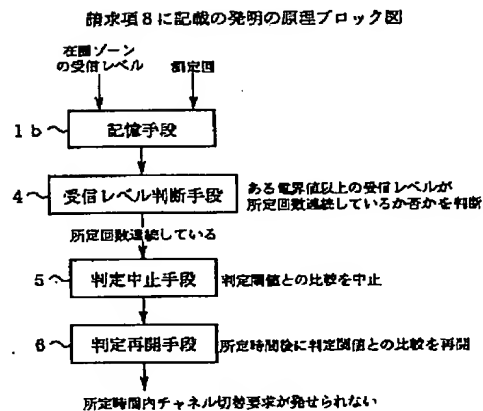 請求項8に記載の発明の原理ブロック図
在圏ゾーン
の受信レベル
額定回
1b
記憶手段
4
受信レベル判断手段
ある電界値以上の受信レベルが
所定回数連続しているか否かを判断
所定回数連続している
5
判定中止手段
判定閾値との比較を中止
6
判定再開手段
所定時間後に判定閾値との比較を再開
所定時間内チャネル切替要求が発せられない